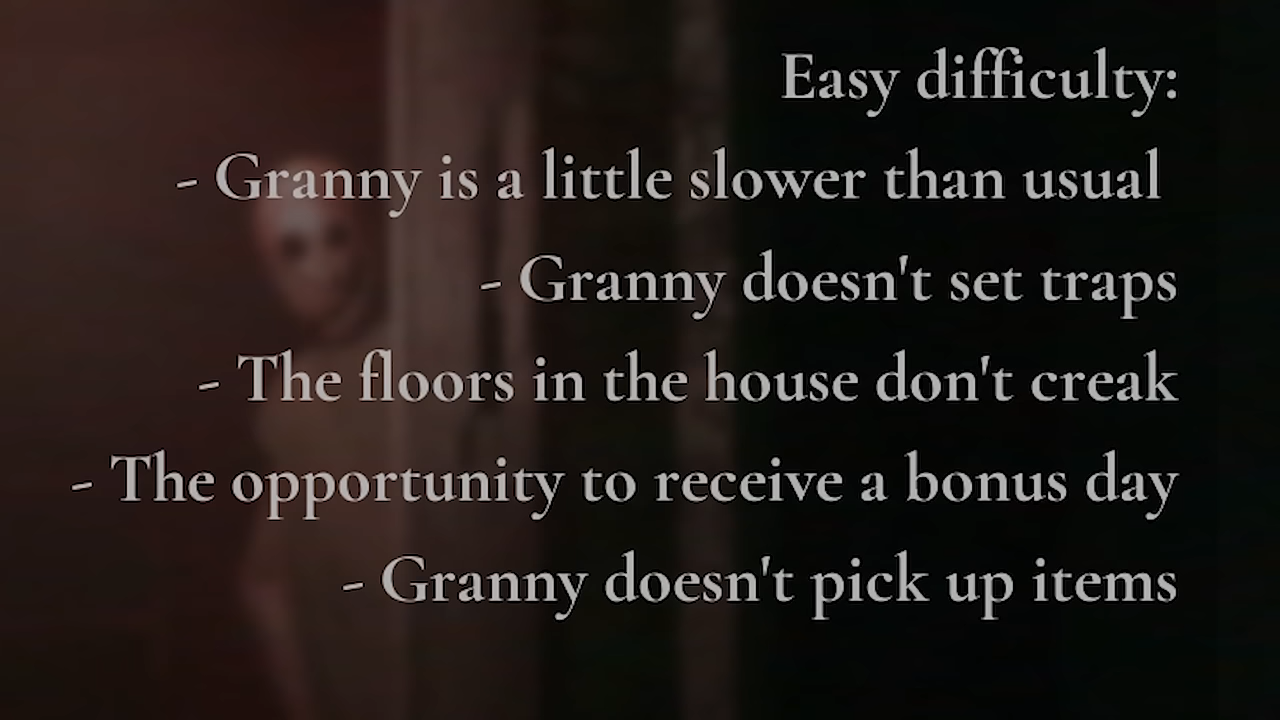 Easy difficulty:
- Granny is a little slower than usual
- Granny doesn't set traps
- The floors in the house don't creak
- The opportunity to receive a bonus day
- Granny doesn't pick up items